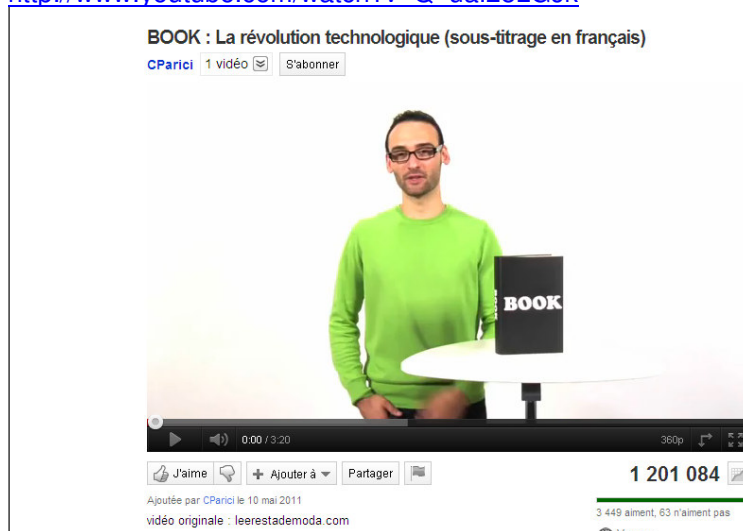 BOOK : La révolution technologique (sous-titrage en français)
CParici 1 vidéo S'abonner
BOOK
BOOK
0:00 / 3:20 360p
J'aime + Ajouter à Partager
1 201 084
Ajoutée par CParici le 10 mai 2011
3 449 aiment, 63 n'aiment pas
vidéo originale : leerestademoda.com